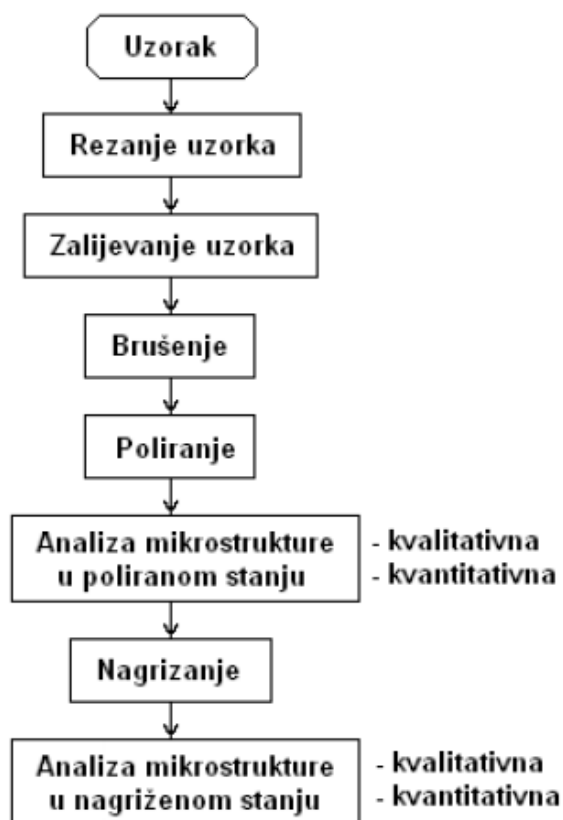 Uzorak
Rezanje uzorka
Zalijevanje uzorka
Brušenje
Poliranje
Analiza mikrostrukture
u poliranom stanju
- kvalitativna
- kvantitativna
Nagrizanje
Analiza mikrostrukture
u nagriženom stanju
- kvalitativna
- kvantitativna